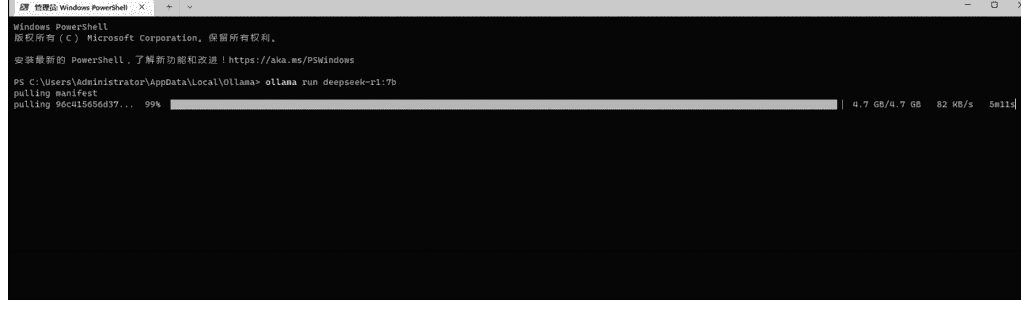 管理员: Windows PowerShell
Windows PowerShell
版权所有 (C) Microsoft Corporation。保留所有权利。
安装最新的 PowerShell，了解新功能和改进！https://aka.ms/PSWindows
PS C:\Users\Administrator\AppData\Local\Ollama> ollama run deepseek-r1:7b
pulling manifest
pulling 96c415656d37... 99% 4.7 GB/4.7 GB 82 KB/s 5m11s